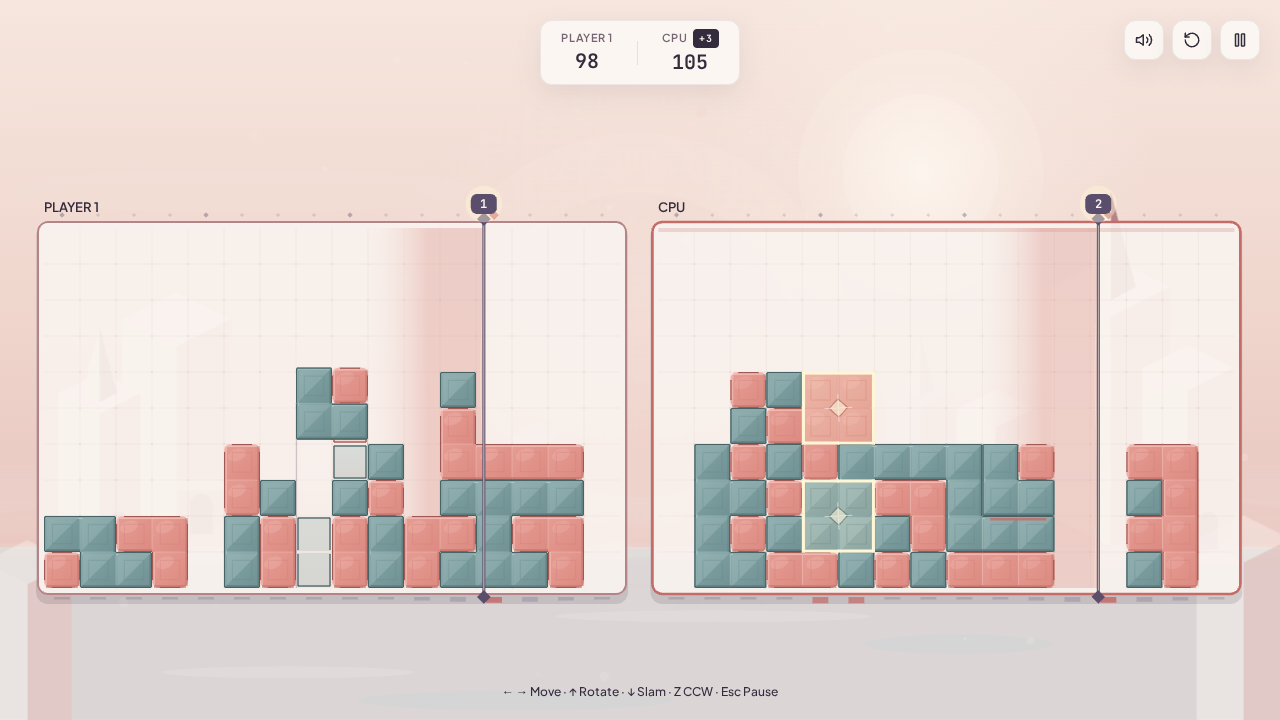 PLAYER 1
CPU +3
98
105
PLAYER 1
1
CPU
2
← → Move · ↑ Rotate · ↓ Slam · Z CCW · Esc Pause